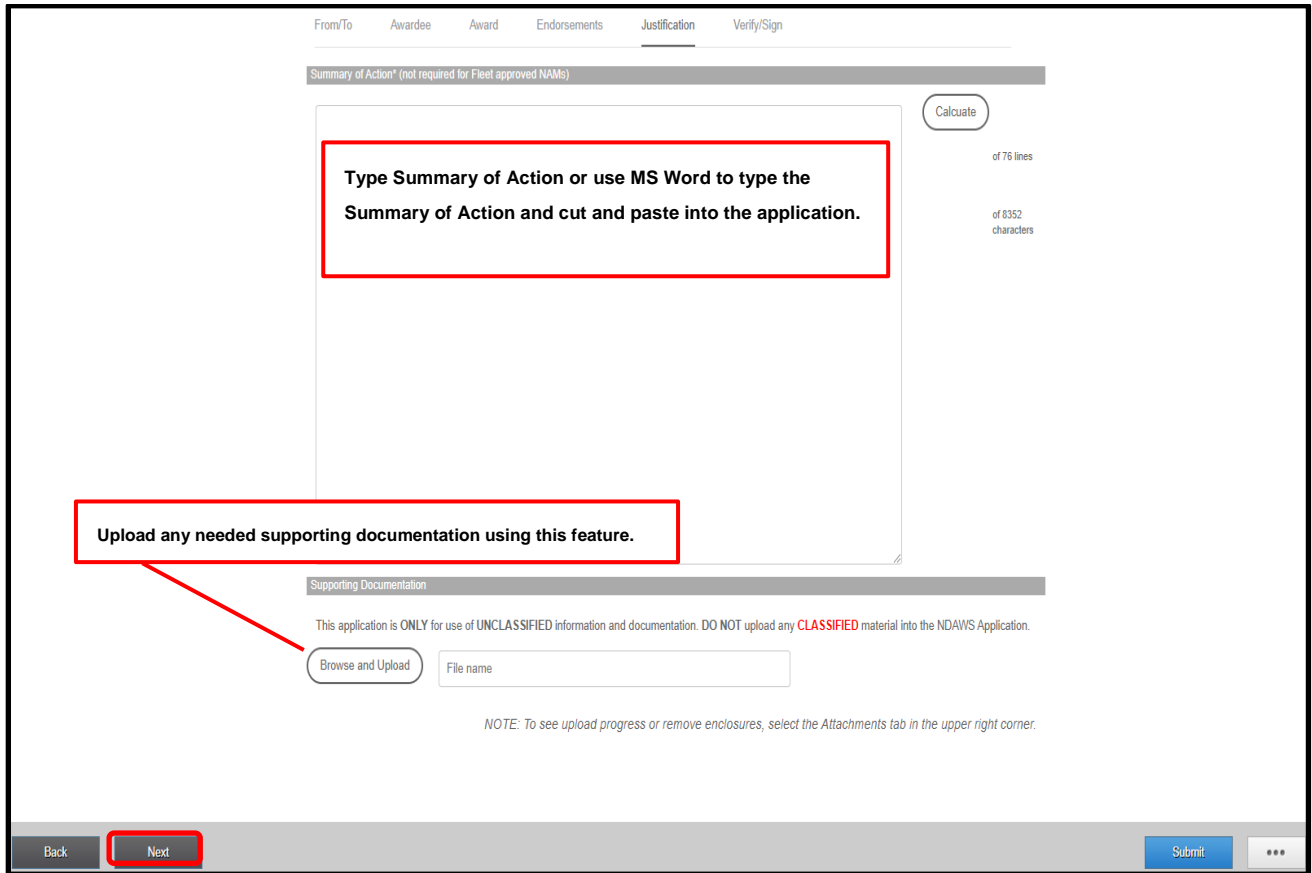 From/To Awardee Award Endorsements Justification Verify/Sign
Summary of Action* (not required for Fleet approved NAMs)
Calcuate
of 76 lines
of 8352
characters
Type Summary of Action or use MS Word to type the
Summary of Action and cut and paste into the application.
Upload any needed supporting documentation using this feature.
Supporting Documentation
This application is ONLY for use of UNCLASSIFIED information and documentation. DO NOT upload any CLASSIFIED material into the NDAWS Application.
Browse and Upload File name
NOTE: To see upload progress or remove enclosures, select the Attachments tab in the upper right corner.
Back Next Submit •••